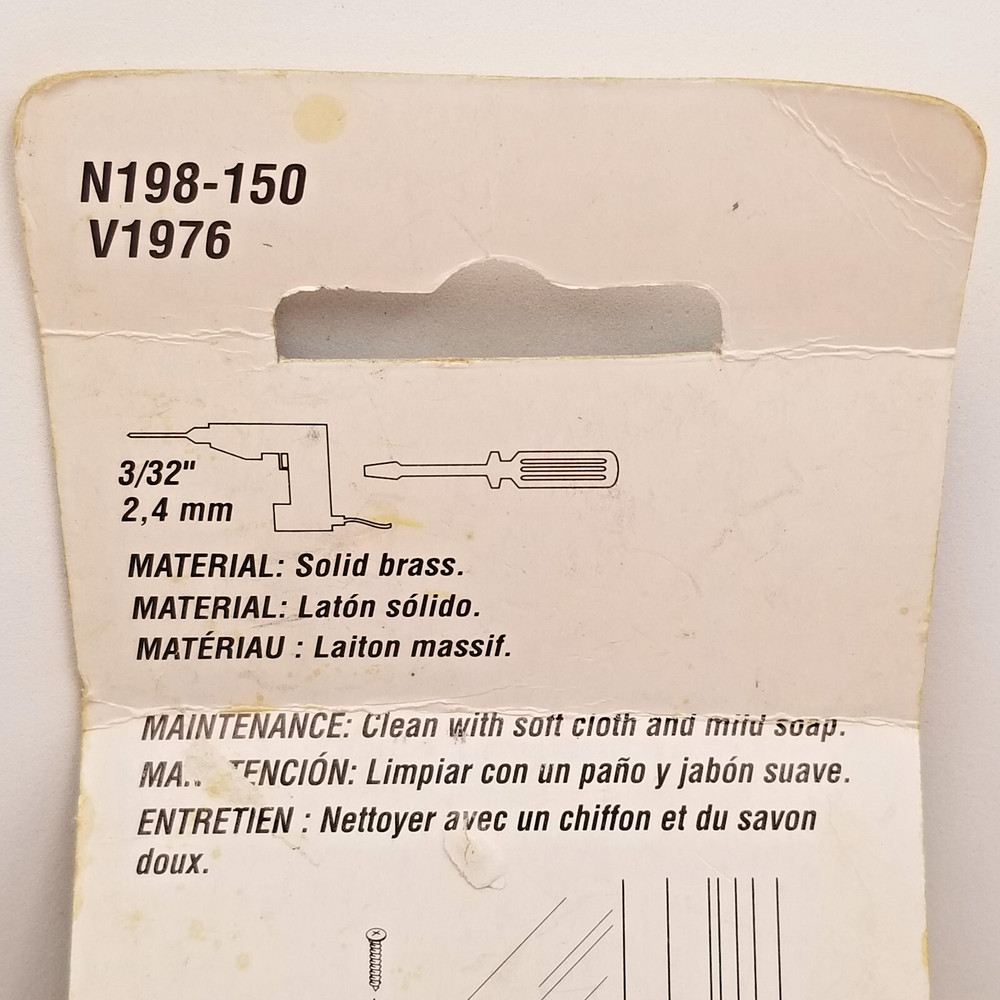 N198-150
V1976
3/32"
2,4 mm
MATERIAL: Solid brass.
MATERIAL: Latón sólido.
MATÉRIAU : Laiton massif.
MAINTENANCE: Clean with soft cloth and mild soap.
Limpiar con un paño y jabón suave.
ENTRETIEN : Nettoyer avec un chiffon et du savon
doux.